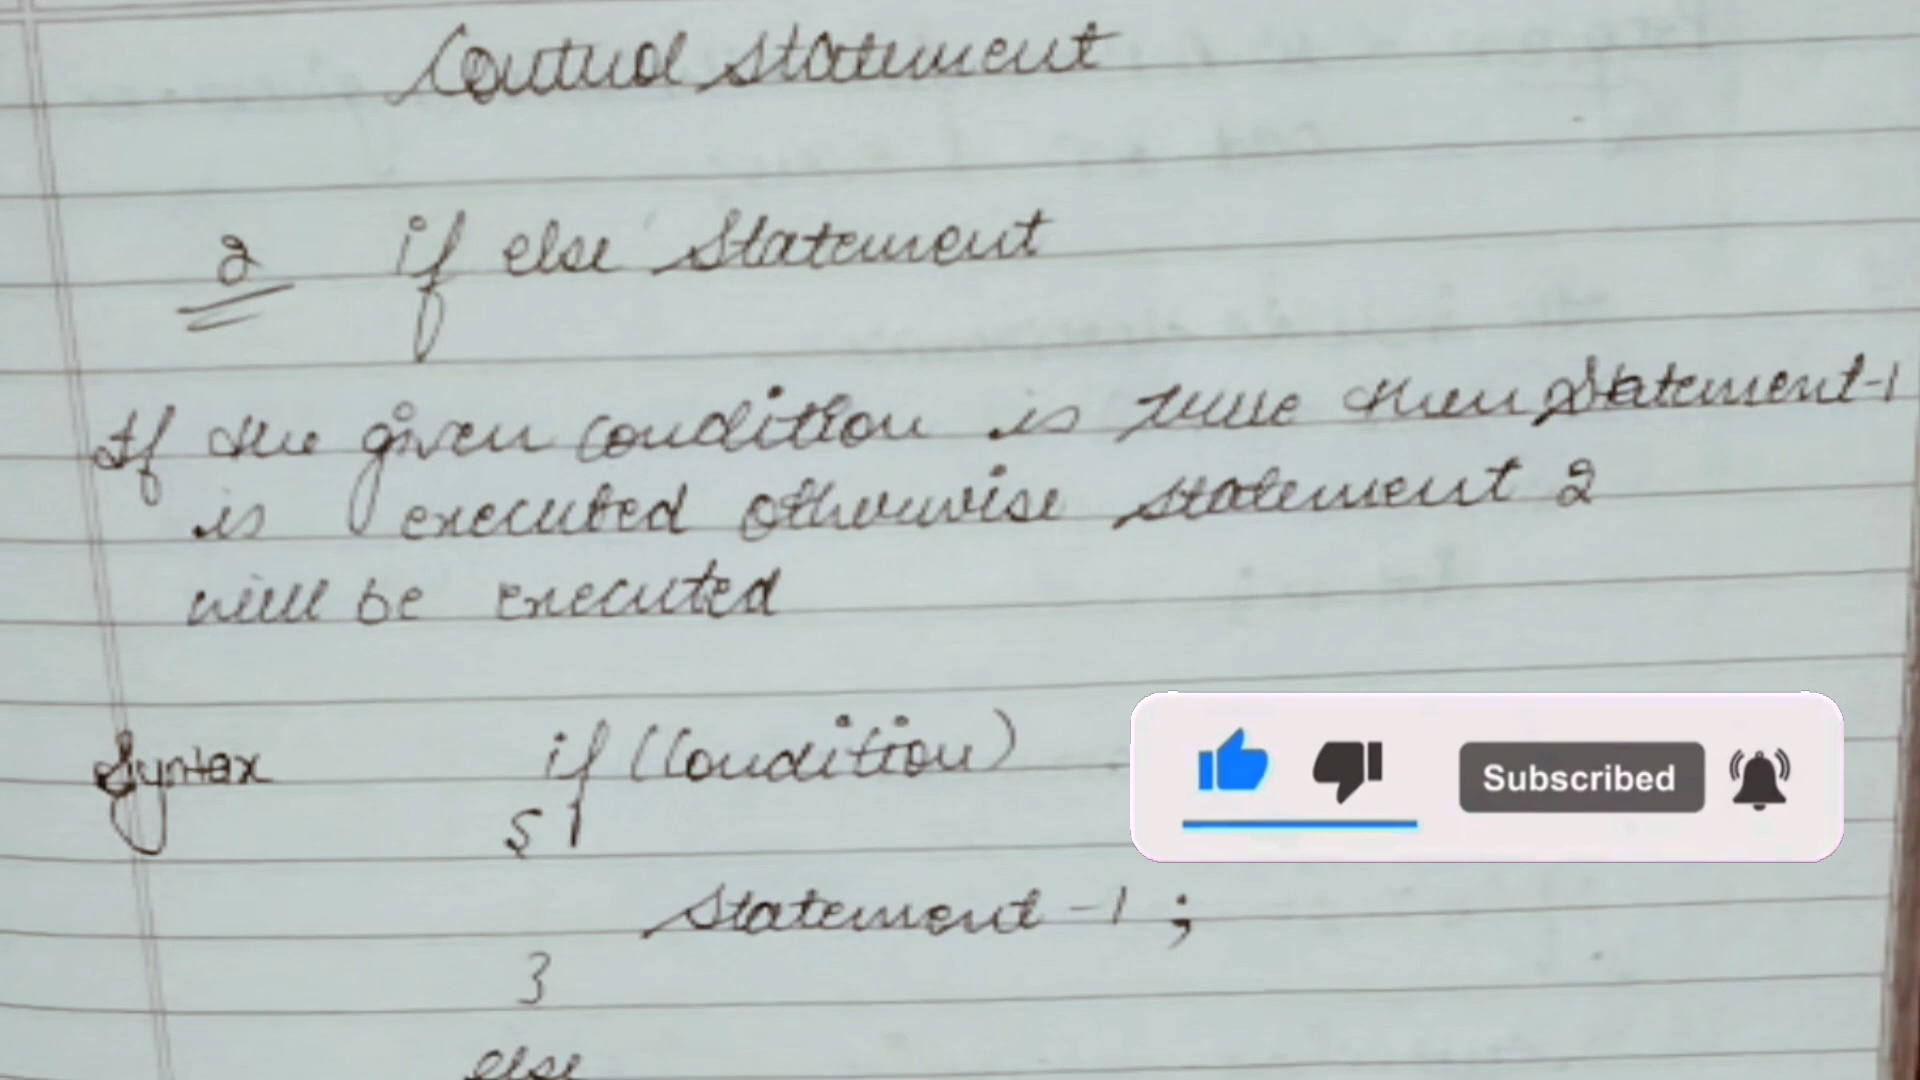 Control Statement
2 if else Statement
If the given condition is true then Statement-1
is executed otherwise statement 2
will be executed
Syntax if (Condition)
{
Statement-1 ;
}
else
Subscribed